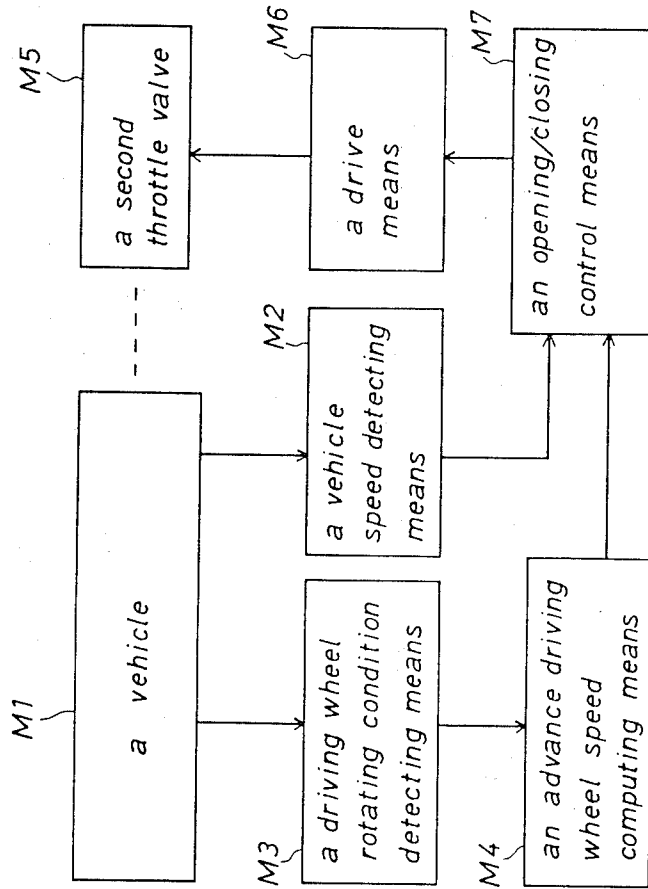 M1
a vehicle
M5
a second
throttle valve
M3
a driving wheel
rotating condition
detecting means
M2
a vehicle
speed detecting
means
M6
a drive
means
M4
an advance driving
wheel speed
computing means
M7
an opening/closing
control means